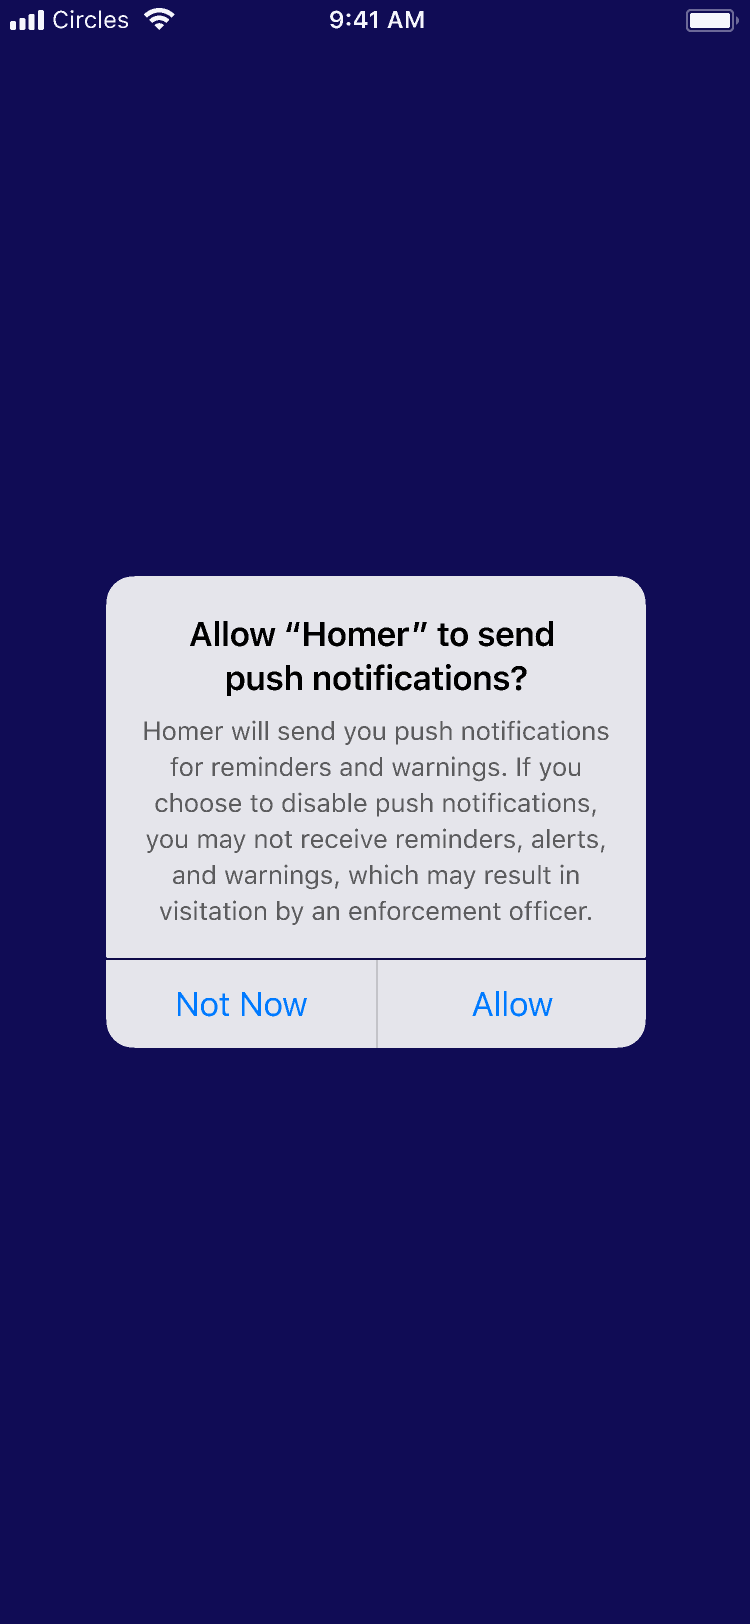 Circles
9:41 AM
Allow “Homer” to send
push notifications?
Homer will send you push notifications
for reminders and warnings. If you
choose to disable push notifications,
you may not receive reminders, alerts,
and warnings, which may result in
visitation by an enforcement officer.
Not Now
Allow